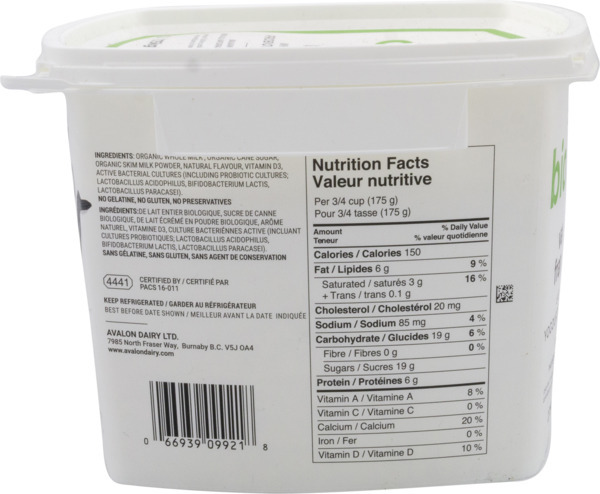 INGREDIENTS: ORGANIC WHOLE MILK, ORGANIC CANE SUGAR,
ORGANIC SKIM MILK POWDER, NATURAL FLAVOUR, VITAMIN D3,
ACTIVE BACTERIAL CULTURES (INCLUDING PROBIOTIC CULTURES;
LACTOBACILLUS ACIDOPHILUS, BIFIDOBACTERIUM LACTIS,
LACTOBACILLUS PARACASEI).
NO GELATINE, NO GLUTEN, NO PRESERVATIVES
INGRÉDIENTS:DE LAIT ENTIER BIOLOGIQUE, SUCRE DE CANNE
BIOLOGIQUE, DE LAIT ÉCRÉMÉ EN POUDRE BIOLOGIQUE, ARÔME
NATUREL, VITAMINE D3, CULTURE BACTERIÉNNES ACTIVE (INCLUANT
CULTURES PROBIOTIQUES; LACTOBACILLUS ACIDOPHILUS,
BIFIDOBACTERIUM LACTIS, LACTOBACILLUS PARACASEI).
SANS GÉLATINE, SANS GLUTEN, SANS AGENT DE CONSERVATION
4441 CERTIFIED BY / CERTIFIÉ PAR
PACS 16-011
KEEP REFRIGERATED / GARDER AU RÉFRIGÉRATEUR
BEST BEFORE DATE SHOWN / MEILLEUR AVANT LA DATE INDIQUÉE
AVALON DAIRY LTD.
7985 North Fraser Way, Burnaby B.C. V5J 0A4
www.avalondairy.com
0 66939 09921 8
Nutrition Facts
Valeur nutritive
Per 3/4 cup (175 g)
Pour 3/4 tasse (175 g)
Amount % Daily Value
Teneur % valeur quotidienne
Calories / Calories 150
Fat / Lipides 6 g 9 %
Saturated / saturés 3 g 16 %
+ Trans / trans 0.1 g
Cholesterol / Cholestérol 20 mg
Sodium / Sodium 85 mg 4 %
Carbohydrate / Glucides 19 g 6 %
Fibre / Fibres 0 g 0 %
Sugars / Sucres 19 g
Protein / Protéines 6 g
Vitamin A / Vitamine A 8 %
Vitamin C / Vitamine C 0 %
Calcium / Calcium 20 %
Iron / Fer 0 %
Vitamin D / Vitamine D 10 %